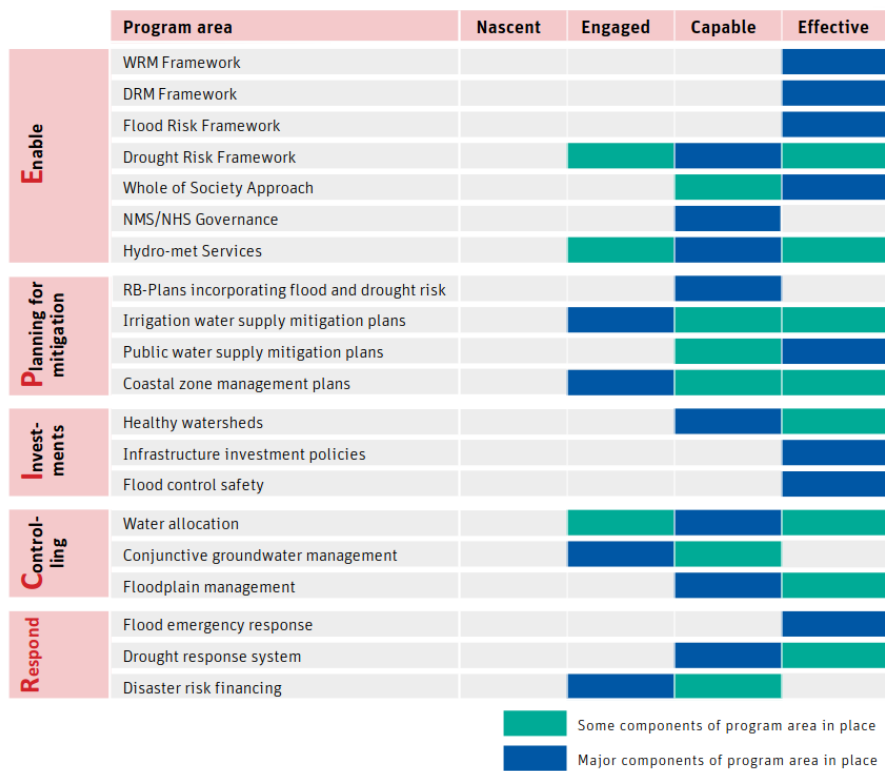 Program area Nascent Engaged Capable Effective
Enable
WRM Framework
DRM Framework
Flood Risk Framework
Drought Risk Framework
Whole of Society Approach
NMS/NHS Governance
Hydro-met Services
Planning for
mitigation
RB-Plans incorporating flood and drought risk
Irrigation water supply mitigation plans
Public water supply mitigation plans
Coastal zone management plans
Invest-
ments
Healthy watersheds
Infrastructure investment policies
Flood control safety
Control-
ling
Water allocation
Conjunctive groundwater management
Floodplain management
Respond
Flood emergency response
Drought response system
Disaster risk financing
Some components of program area in place
Major components of program area in place